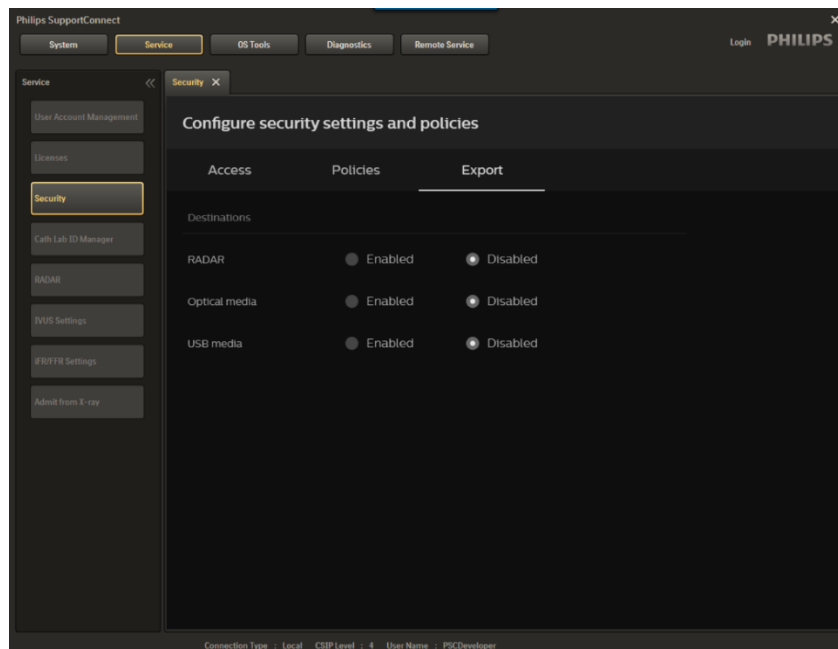 Philips SupportConnect
System Service OS Tools Diagnostics Remote Service Login PHILIPS
Service
Security
User Account Management
Licenses
Security
Cath Lab ID Manager
RADAR
IVUS Settings
iFR/FFR Settings
Admit from X-ray
Configure security settings and policies
Access Policies Export
Destinations
RADAR Enabled Disabled
Optical media Enabled Disabled
USB media Enabled Disabled
Connection Type : Local CSIP Level : 4 User Name : PSCDeveloper